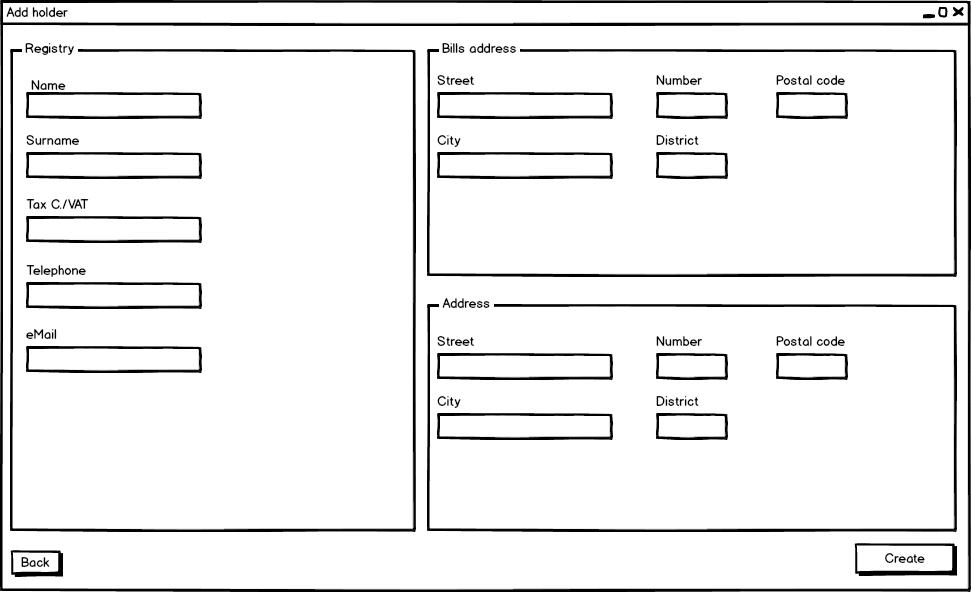 Add holder
Registry
Name
Surname
Tax C./VAT
Telephone
eMail
Bills address
Street
Number
Postal code
City
District
Address
Street
Number
Postal code
City
District
Back
Create